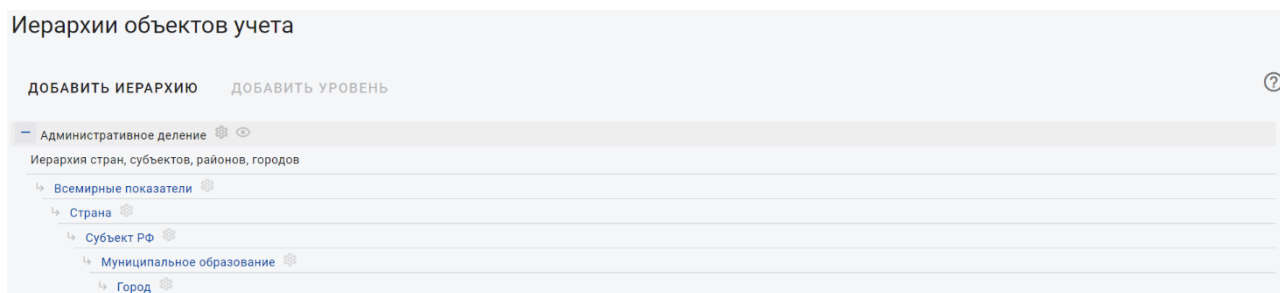 Иерархии объектов учета
ДОБАВИТЬ ИЕРАРХИЮ ДОБАВИТЬ УРОВЕНЬ
Административное деление
Иерархия стран, субъектов, районов, городов
Всемирные показатели
Страна
Субъект РФ
Муниципальное образование
Город